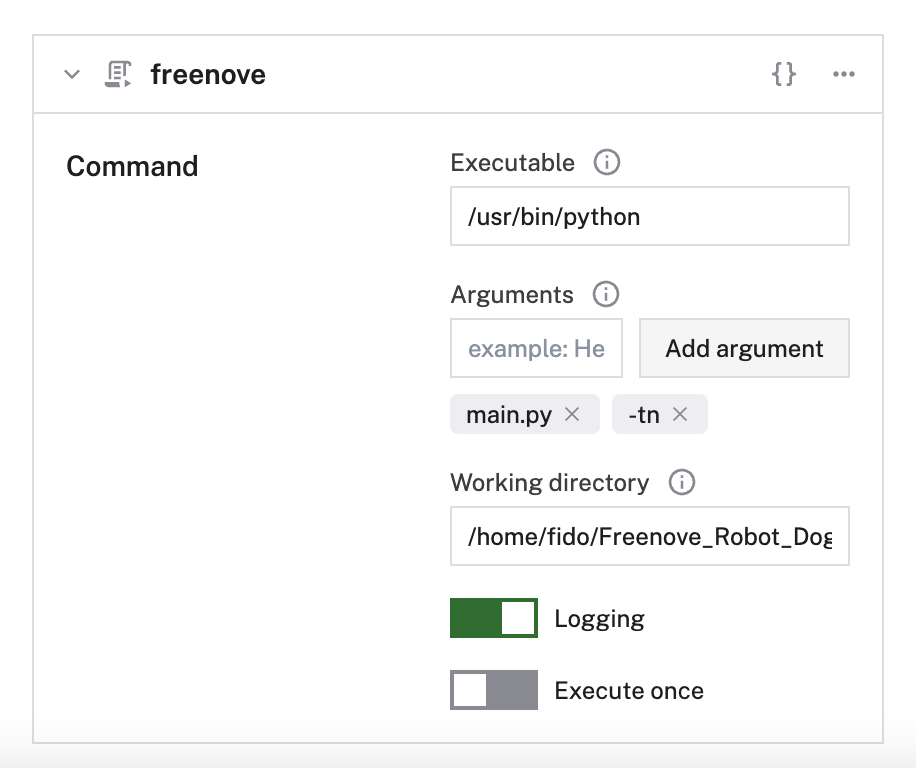 freenove
Command
Executable
/usr/bin/python
Arguments
example: He
Add argument
main.py
-tn
Working directory
/home/fido/Freenove_Robot_Dog
Logging
Execute once